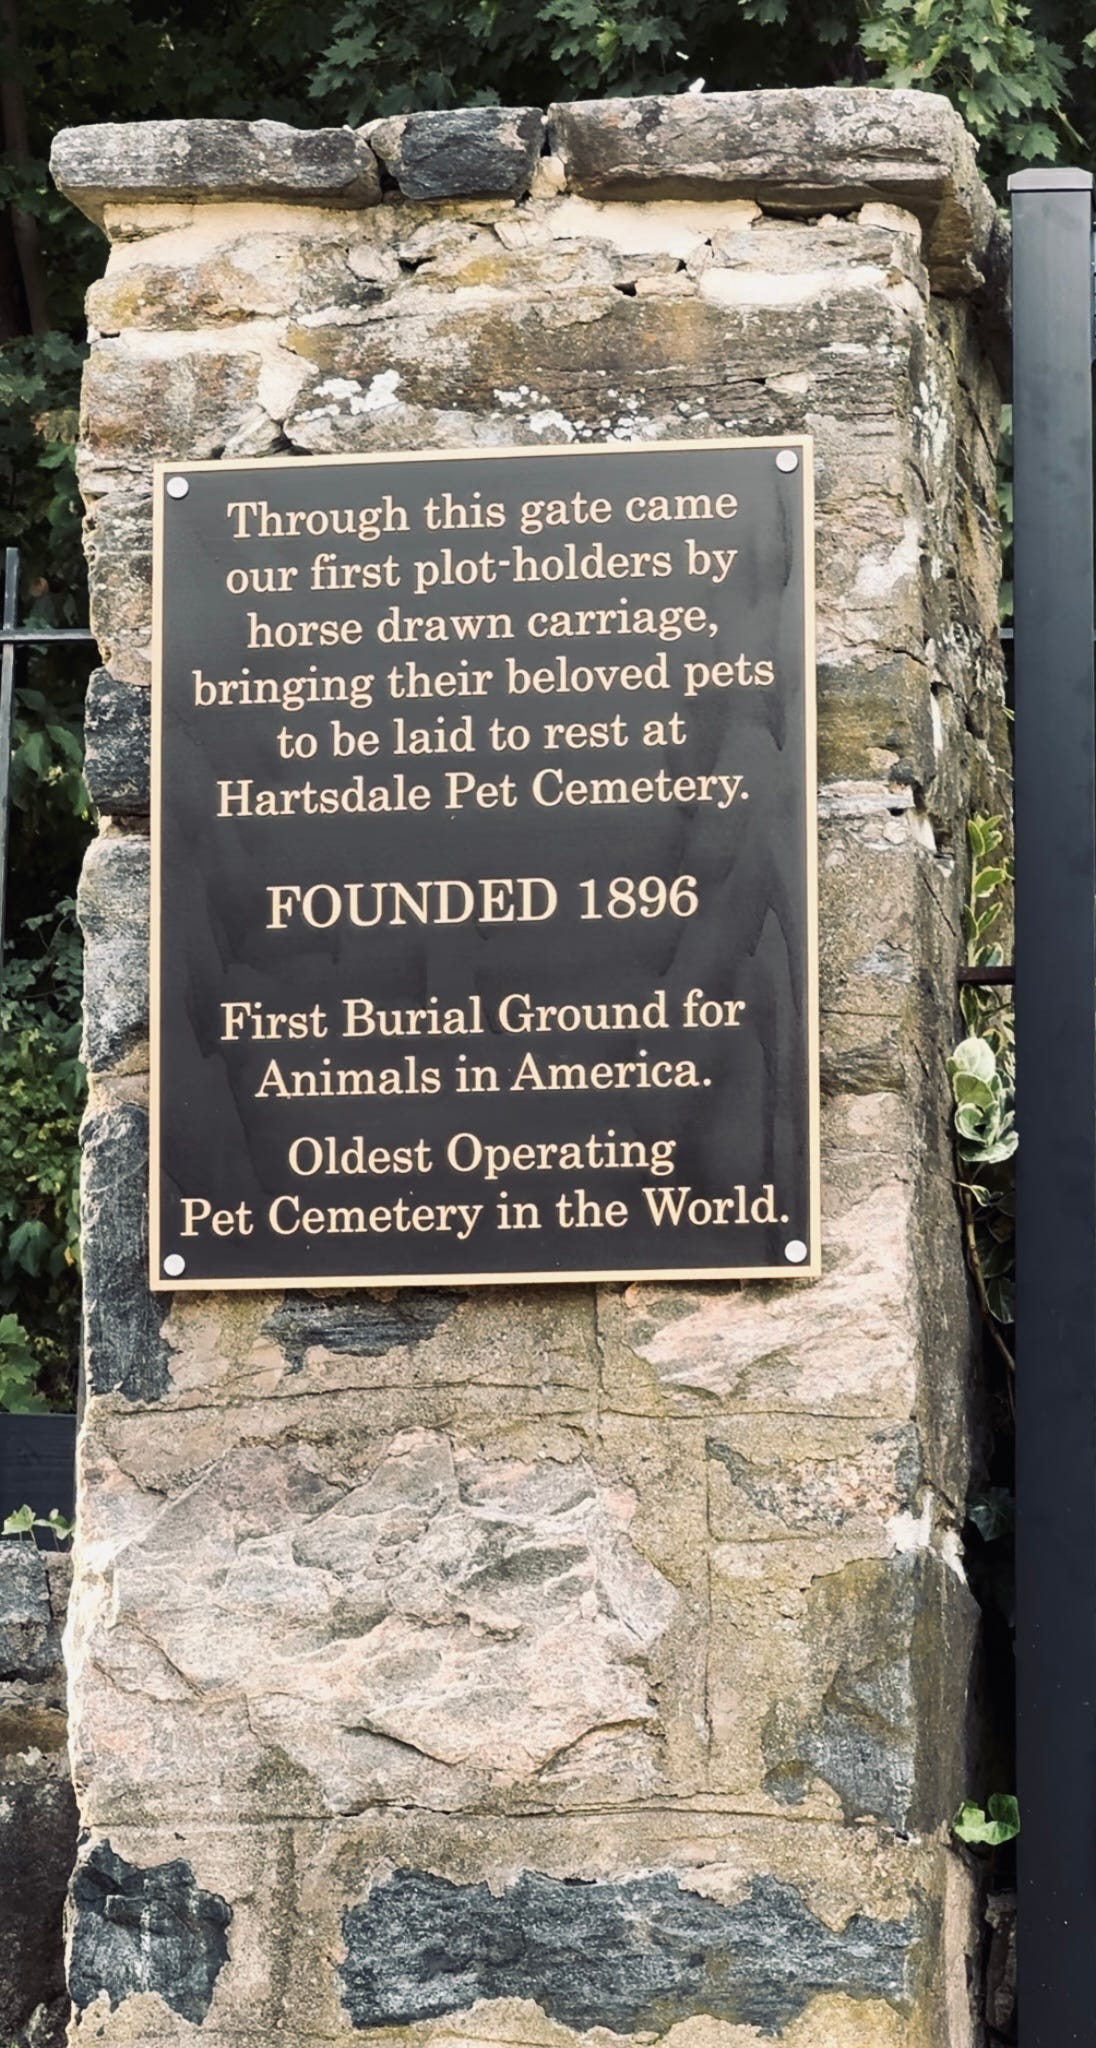 Through this gate came
our first plot-holders by
horse drawn carriage,
bringing their beloved pets
to be laid to rest at
Hartsdale Pet Cemetery.
FOUNDED 1896
First Burial Ground for
Animals in America.
Oldest Operating
Pet Cemetery in the World.